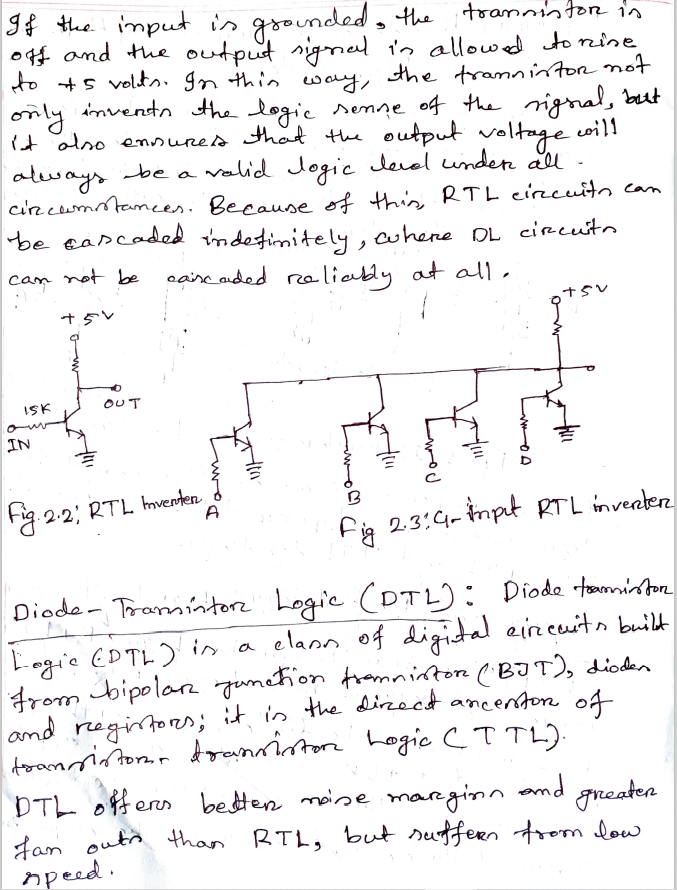 If the input is grounded, the transistor is
off and the output signal is allowed to rise
to +5 volts. In this way, the transistor not
only invents the logic sense of the signal, but
it also ensures that the output voltage will
always be a valid logic level under all
circumstances. Because of this, RTL circuits can
be cascaded indefinitely, where DL circuits
can not be cascaded reliably at all.
+5V
+5V
15K
OUT
IN
A
B
C
D
Fig. 2.2; RTL Inverter
Fig 2.3: 4-input RTL inverter
Diode-Transistor Logic (DTL): Diode transistor
Logic (DTL) is a class of digital circuits built
from bipolar junction transistor (BJT), diodes
and registors; it is the direct ancestor of
transistor transistor Logic (TTL).
DTL offers better noise margins and greater
fan outs than RTL, but suffers from low
speed.